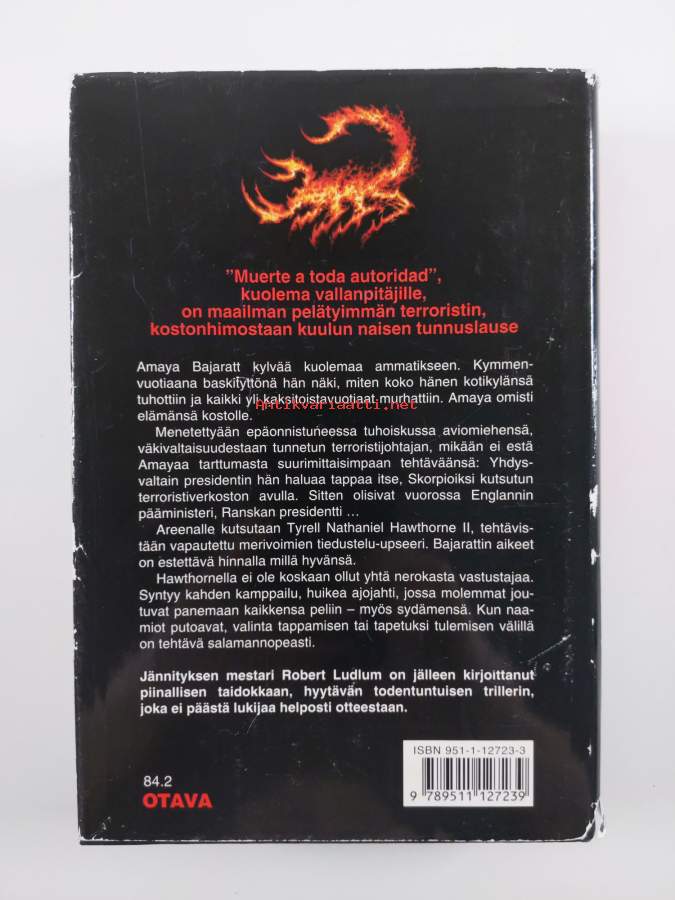 "Muerte a toda autoridad",
kuolema vallanpitäjille,
on maailman pelätyimmän terroristin,
kostonhimostaan kuulun naisen tunnuslause
Amaya Bajaratt kylvää kuolemaa ammatikseen. Kymmen-
vuotiaana baskityttönä hän näki, miten koko hänen kotikylänsä
tuhottiin ja kaikki yli kaksitoistavuotiaat murhattiin. Amaya omisti
Antikvariaatti.net
elämänsä kostolle.
Menetettyään epäonnistuneessa tuhoiskussa aviomiehensä,
väkivaltaisuudestaan tunnetun terroristijohtajan, mikään ei estä
Amayaa tarttumasta suurimittaisimpaan tehtäväänsä: Yhdys-
valtain presidentin hän haluaa tappaa itse, Skorpioiksi kutsutun
terroristiverkoston avulla. Sitten olisivat vuorossa Englannin
pääministeri, Ranskan presidentti ...
Areenalle kutsutaan Tyrell Nathaniel Hawthorne II, tehtävis-
tään vapautettu merivoimien tiedustelu-upseeri. Bajarattin aikeet
on estettävä hinnalla millä hyvänsä.
Hawthornella ei ole koskaan ollut yhtä nerokasta vastustajaa.
Syntyy kahden kamppailu, huikea ajojahti, jossa molemmat jou-
tuvat panemaan kaikkensa peliin – myös sydämensä. Kun naa-
miot putoavat, valinta tappamisen tai tapetuksi tulemisen välillä
on tehtävä salamannopeasti.
Jännityksen mestari Robert Ludlum on jälleen kirjoittanut
piinallisen taidokkaan, hyytävän todentuntuisen trillerin,
joka ei päästä lukijaa helposti otteestaan.
ISBN 951-1-12723-3
84.2
OTAVA
9 789511 127239